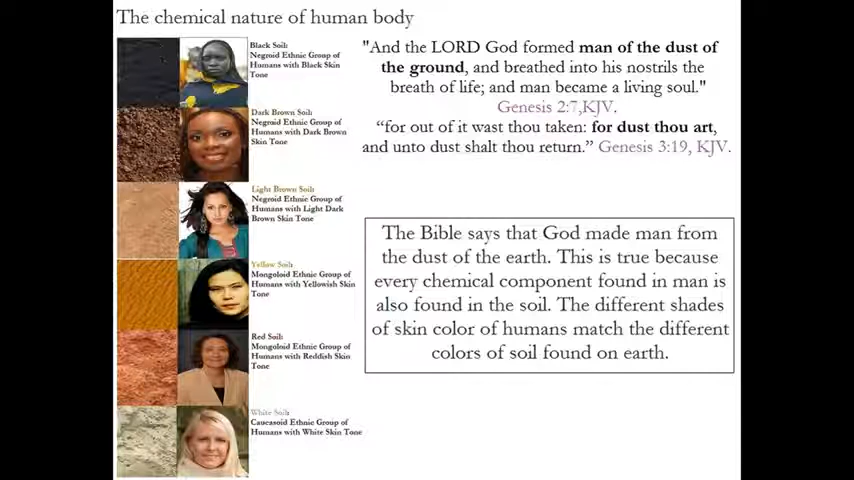 The chemical nature of human body
Black Soil:
Negroid Ethnic Group of
Humans with Black Skin
Tone
Dark Brown Soil:
Negroid Ethnic Group of
Humans with Dark Brown
Skin Tone
Light Brown Soil:
Negroid Ethnic Group of
Humans with Light Dark
Brown Skin Tone
Yellow Soil:
Mongoloid Ethnic Group of
Humans with Yellowish Skin
Tone
Red Soil:
Mongoloid Ethnic Group of
Humans with Reddish Skin
Tone
White Soil:
Caucasoid Ethnic Group of
Humans with White Skin Tone
"And the LORD God formed man of the dust of
the ground, and breathed into his nostrils the
breath of life; and man became a living soul."
Genesis 2:7,KJV.
“for out of it wast thou taken: for dust thou art,
and unto dust shalt thou return.” Genesis 3:19, KJV.
The Bible says that God made man from
the dust of the earth. This is true because
every chemical component found in man is
also found in the soil. The different shades
of skin color of humans match the different
colors of soil found on earth.